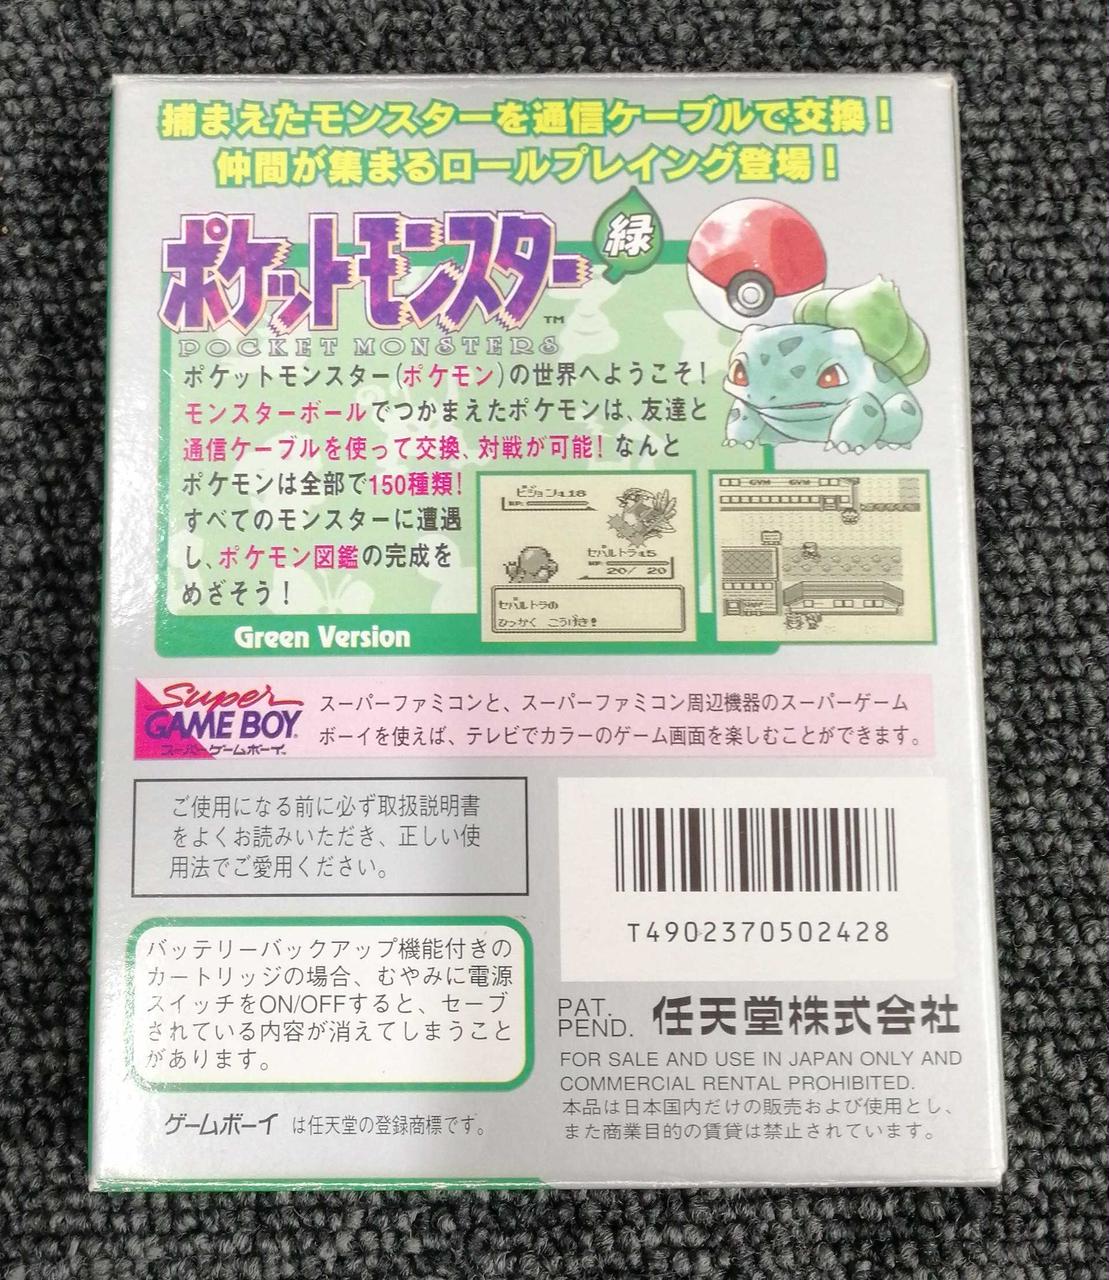 捕まえたモンスターを通信ケーブルで交換！
仲間が集まるロールプレイング登場！
ポケットモンスター 緑
TM
POCKET MONSTERS
ポケットモンスター(ポケモン)の世界へようこそ！
モンスターボールでつかまえたポケモンは、友達と
通信ケーブルを使って交換、対戦が可能！なんと
ポケモンは全部で150種類！
すべてのモンスターに遭遇
し、ポケモン図鑑の完成を
めざそう！
Green Version
ピジョン:L18
HP:
ゼパルトラ:L5
HP:
20/ 20
ゼパルトラの
ひっかく こうげき！
GYM GYM
Super
GAME BOY
スーパーゲームボーイ
TM
スーパーファミコンと、スーパーファミコン周辺機器のスーパーゲーム
ボーイを使えば、テレビでカラーのゲーム画面を楽しむことができます。
ご使用になる前に必ず取扱説明書
をよくお読みいただき、正しい使
用法でご愛用ください。
T4902370502428
バッテリーバックアップ機能付きの
カートリッジの場合、むやみに電源
スイッチをON/OFFすると、セーブ
されている内容が消えてしまうこと
があります。
PAT.
PEND. 任天堂株式会社
FOR SALE AND USE IN JAPAN ONLY AND
COMMERCIAL RENTAL PROHIBITED.
本品は日本国内だけの販売および使用とし、
また商業目的の賃貸は禁止されています。
ゲームボーイ は任天堂の登録商標です。